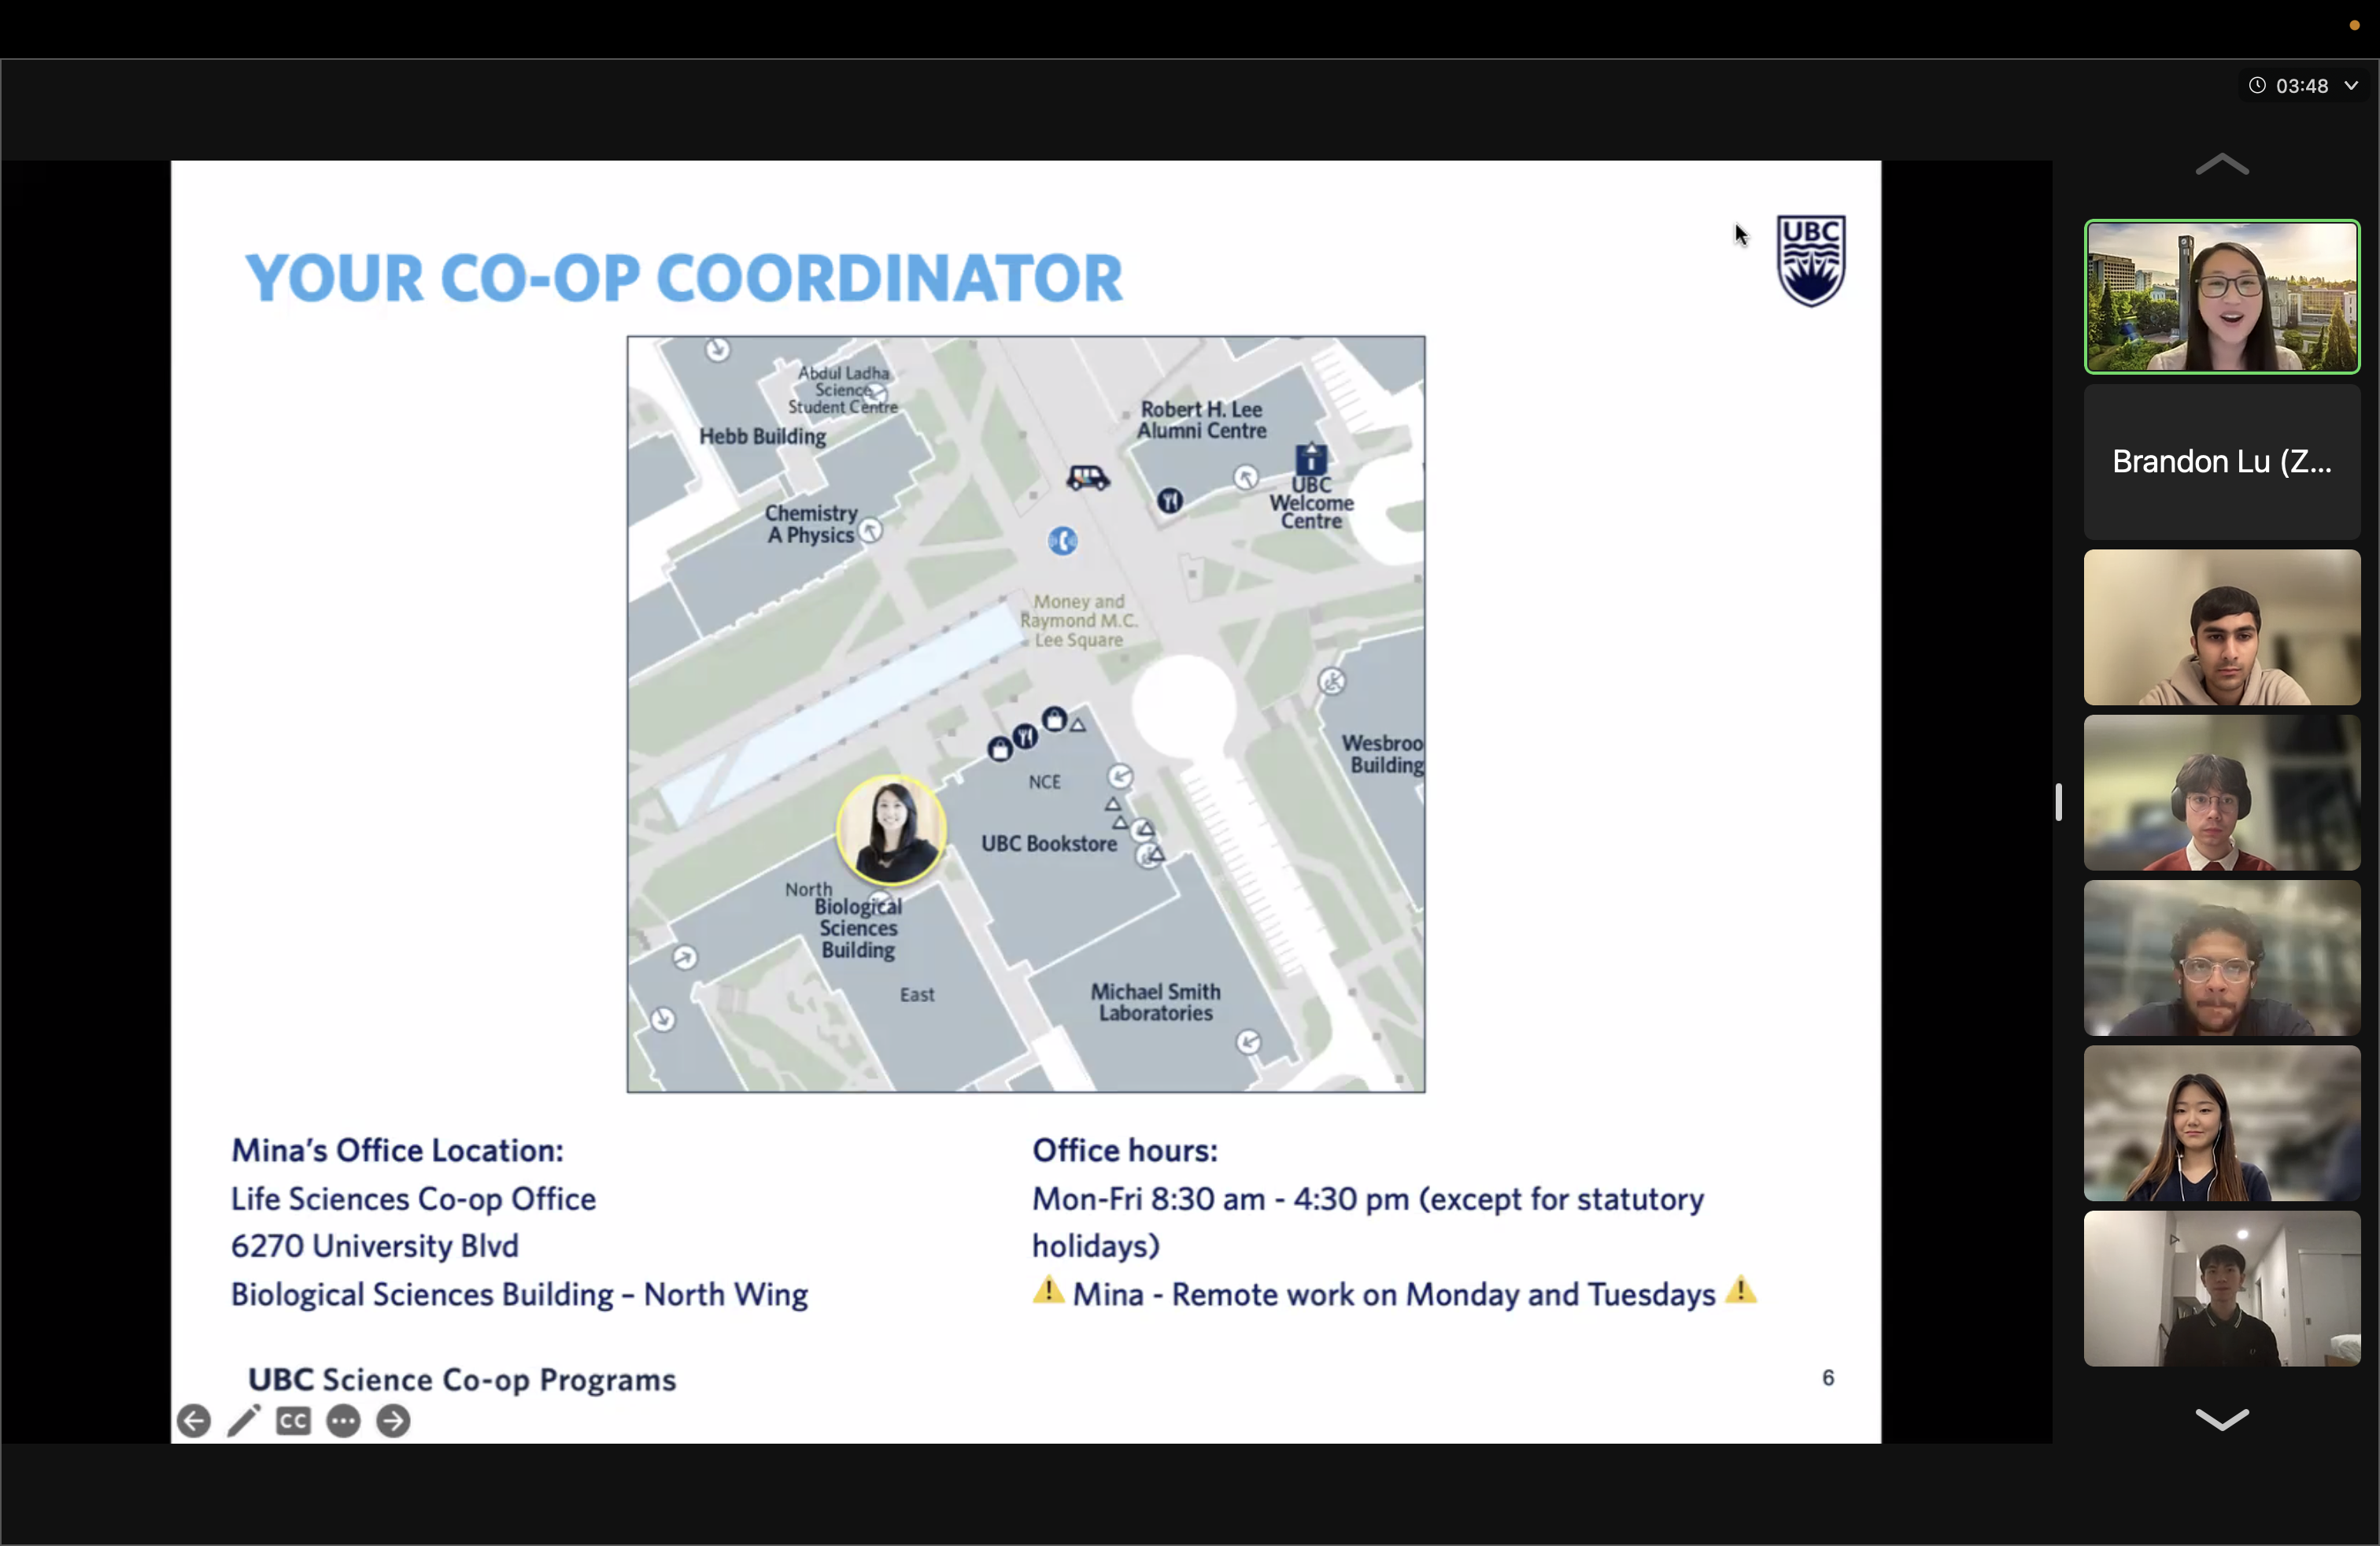 03:48
YOUR CO-OP COORDINATOR
UBC
Abdul Ladha
Science
Student Centre
Hebb Building
Robert H. Lee
Alumni Centre
UBC
Welcome
Centre
Chemistry
A Physics
Money and
Raymond M.C.
Lee Square
Wesbroo
Building
NCE
UBC Bookstore
North
Biological
Sciences
Building
East
Michael Smith
Laboratories
Mina's Office Location:
Life Sciences Co-op Office
6270 University Blvd
Biological Sciences Building – North Wing
Office hours:
Mon-Fri 8:30 am - 4:30 pm (except for statutory
holidays)
⚠ Mina - Remote work on Monday and Tuesdays ⚠
UBC Science Co-op Programs
6
CC
Brandon Lu (Z...